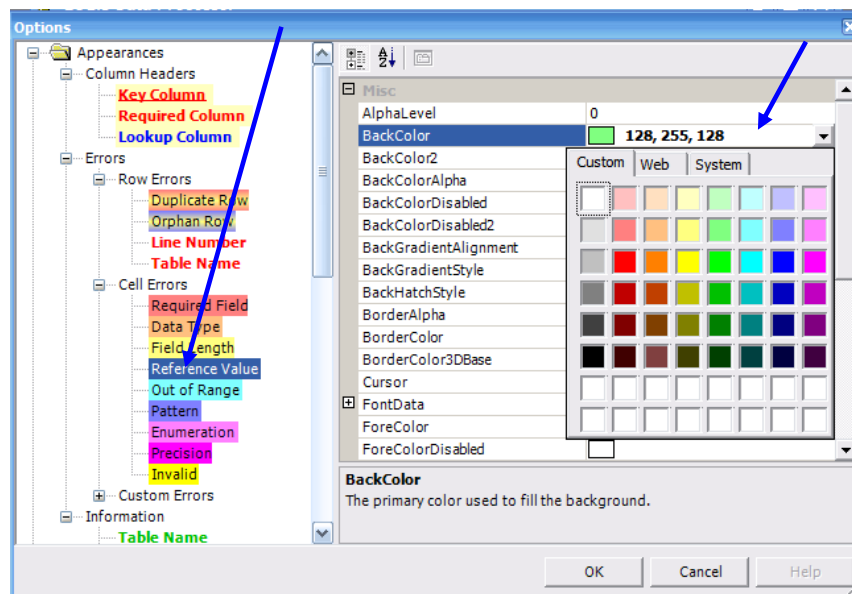 Options
Appearances
Column Headers
Key Column
Required Column
Lookup Column
Errors
Row Errors
Duplicate Row
Orphan Row
Line Number
Table Name
Cell Errors
Required Field
Data Type
Field Length
Reference Value
Out of Range
Pattern
Enumeration
Precision
Invalid
Custom Errors
Information
Table Name
Misc
AlphaLevel 0
BackColor 128, 255, 128
BackColor2
BackColorAlpha
BackColorDisabled
BackColorDisabled2
BackGradientAlignment
BackGradientStyle
BackHatchStyle
BorderAlpha
BorderColor
BorderColor3DBase
Cursor
FontData
ForeColor
ForeColorDisabled
Custom Web System
BackColor
The primary color used to fill the background.
OK Cancel Help